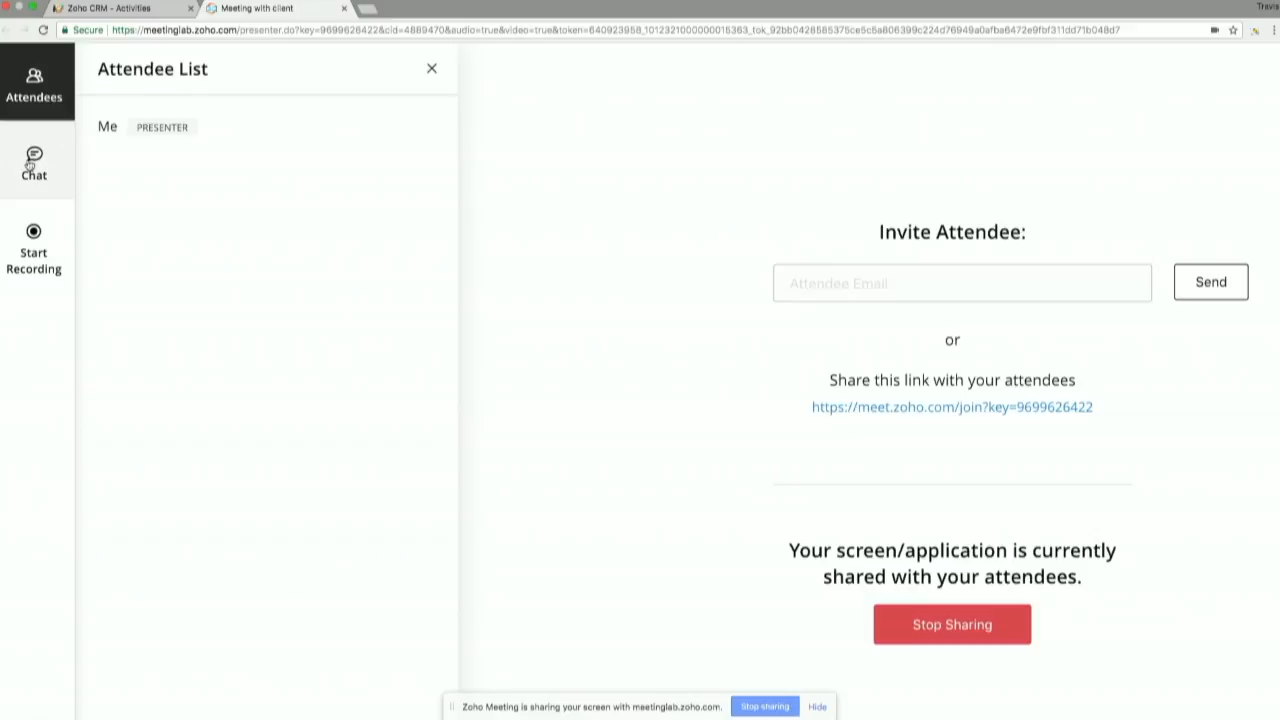 Zoho CRM - Activities
Meeting with client
Travis
Secure
Attendees
Attendee List
Me PRESENTER
Chat
Start
Recording
Invite Attendee:
Attendee Email
Send
or
Share this link with your attendees
https://meet.zoho.com/join?key=9699626422
Your screen/application is currently
shared with your attendees.
Stop Sharing
Zoho Meeting is sharing your screen with meetinglab.zoho.com. Stop sharing Hide